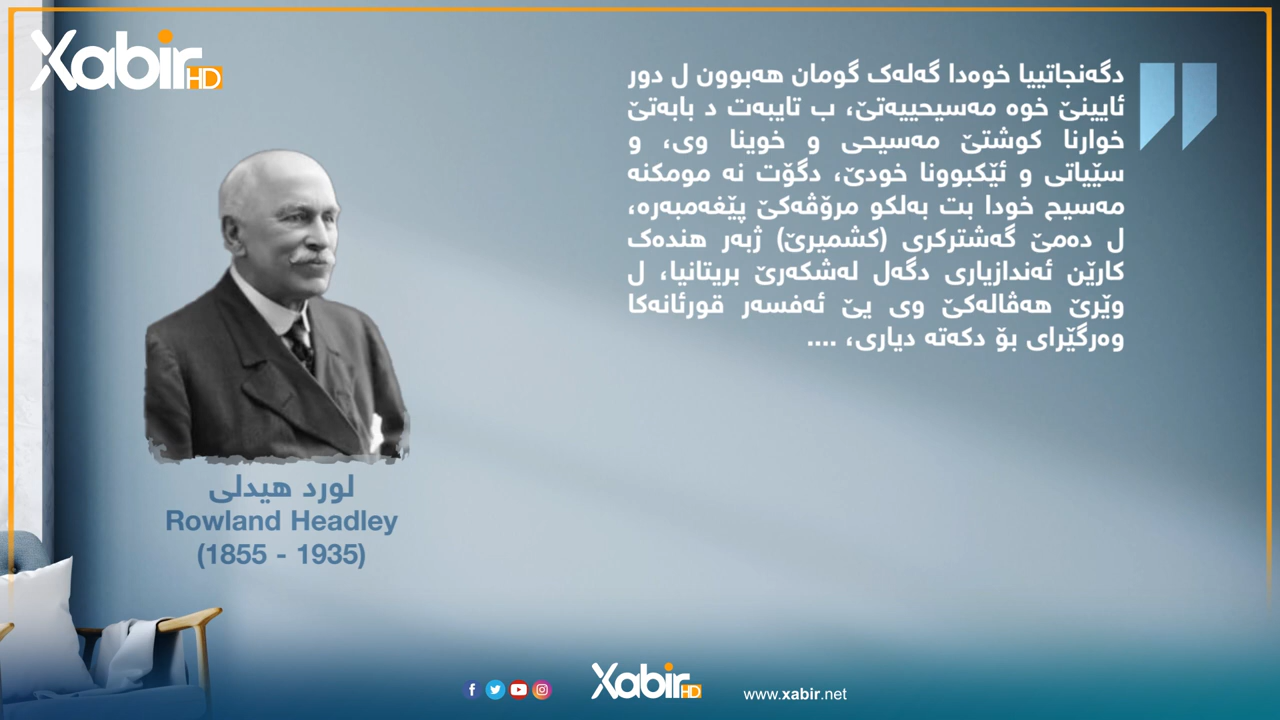 Xabir HD
دگەنجاتییا خوەدا گەلەک گومان هەبوون ل دور
ئایینێ خوە مەسیحییەتێ، ب تایبەت د بابەتێ
خوارنا کوشتێ مەسیحی و خوینا وی، و
سێیاتی و ئێکبوونا خودێ، دگۆت نە مومکنە
مەسیح خودا بت بەلکو مرۆڤەکێ پێغەمبەرە،
ل دەمێ گەشترکری (کشمیرێ) ژبەر هندەک
کارێن ئەندازیاری دگەل لەشکەرێ بریتانیا، ل
وێرێ هەڤالەکێ وی یێ ئەفسەر قورئانەکا
وەرگێرای بۆ دکەتە دیاری، ....
لورد هیدلی
Rowland Headley
(1855 - 1935)
Xabir HD
www.xabir.net